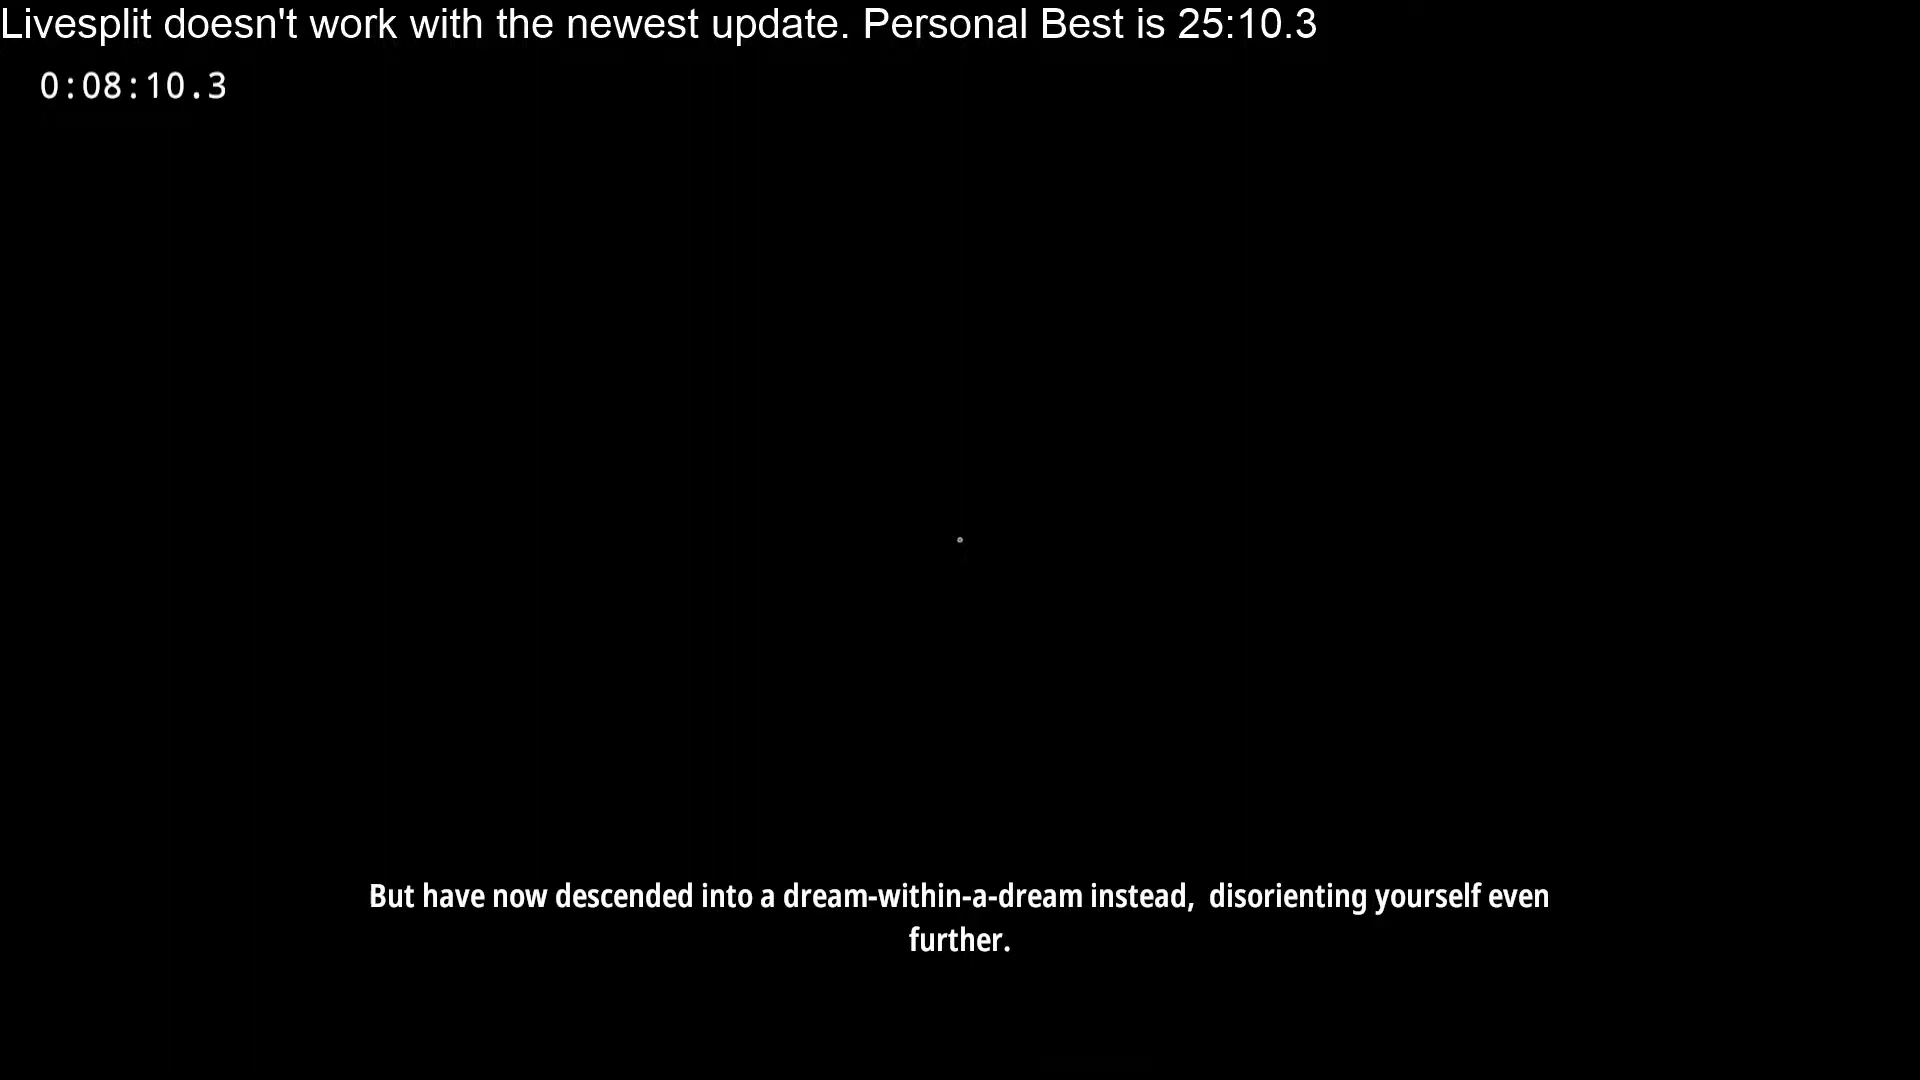 Livesplit doesn't work with the newest update. Personal Best is 25:10.3
0:08:10.3
But have now descended into a dream-within-a-dream instead,  disorienting yourself even
further.